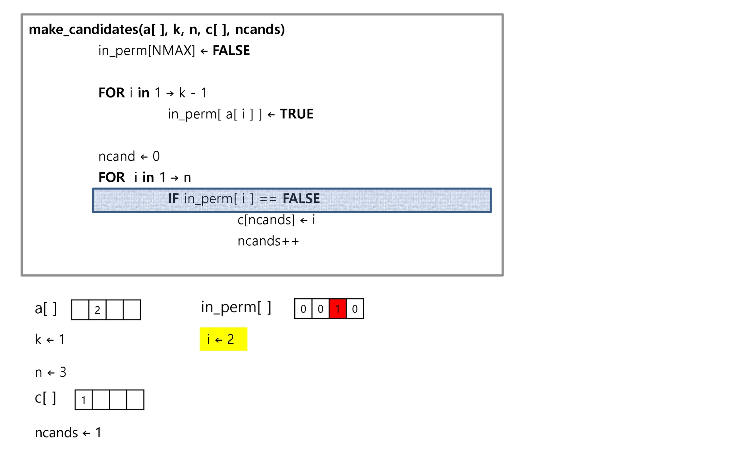 make_candidates(a[ ], k, n, c[ ], ncands)
in_perm[NMAX] ← FALSE
FOR i in 1 → k - 1
in_perm[ a[ i ] ] ← TRUE
ncand ← 0
FOR i in 1 → n
IF in_perm[ i ] == FALSE
c[ncands] ← i
ncands++
a[ ] 2 in_perm[ ] 0 0 1 0
k ← 1 i ← 2
n ← 3
c[ ] 1
ncands ← 1